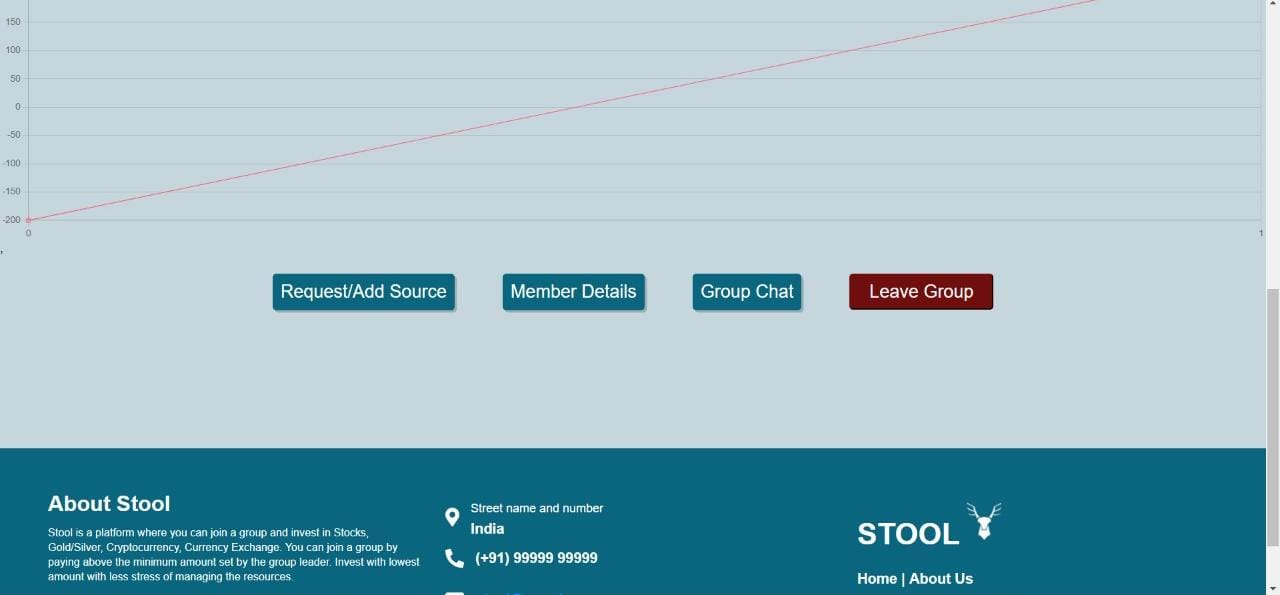 150
100
50
0
-50
-100
-150
-200
0 1
,
Request/Add Source Member Details Group Chat Leave Group
About Stool
Stool is a platform where you can join a group and invest in Stocks,
Gold/Silver, Cryptocurrency, Currency Exchange. You can join a group by
paying above the minimum amount set by the group leader. Invest with lowest
amount with less stress of managing the resources.
Street name and number
India
(+91) 99999 99999
STOOL
Home | About Us